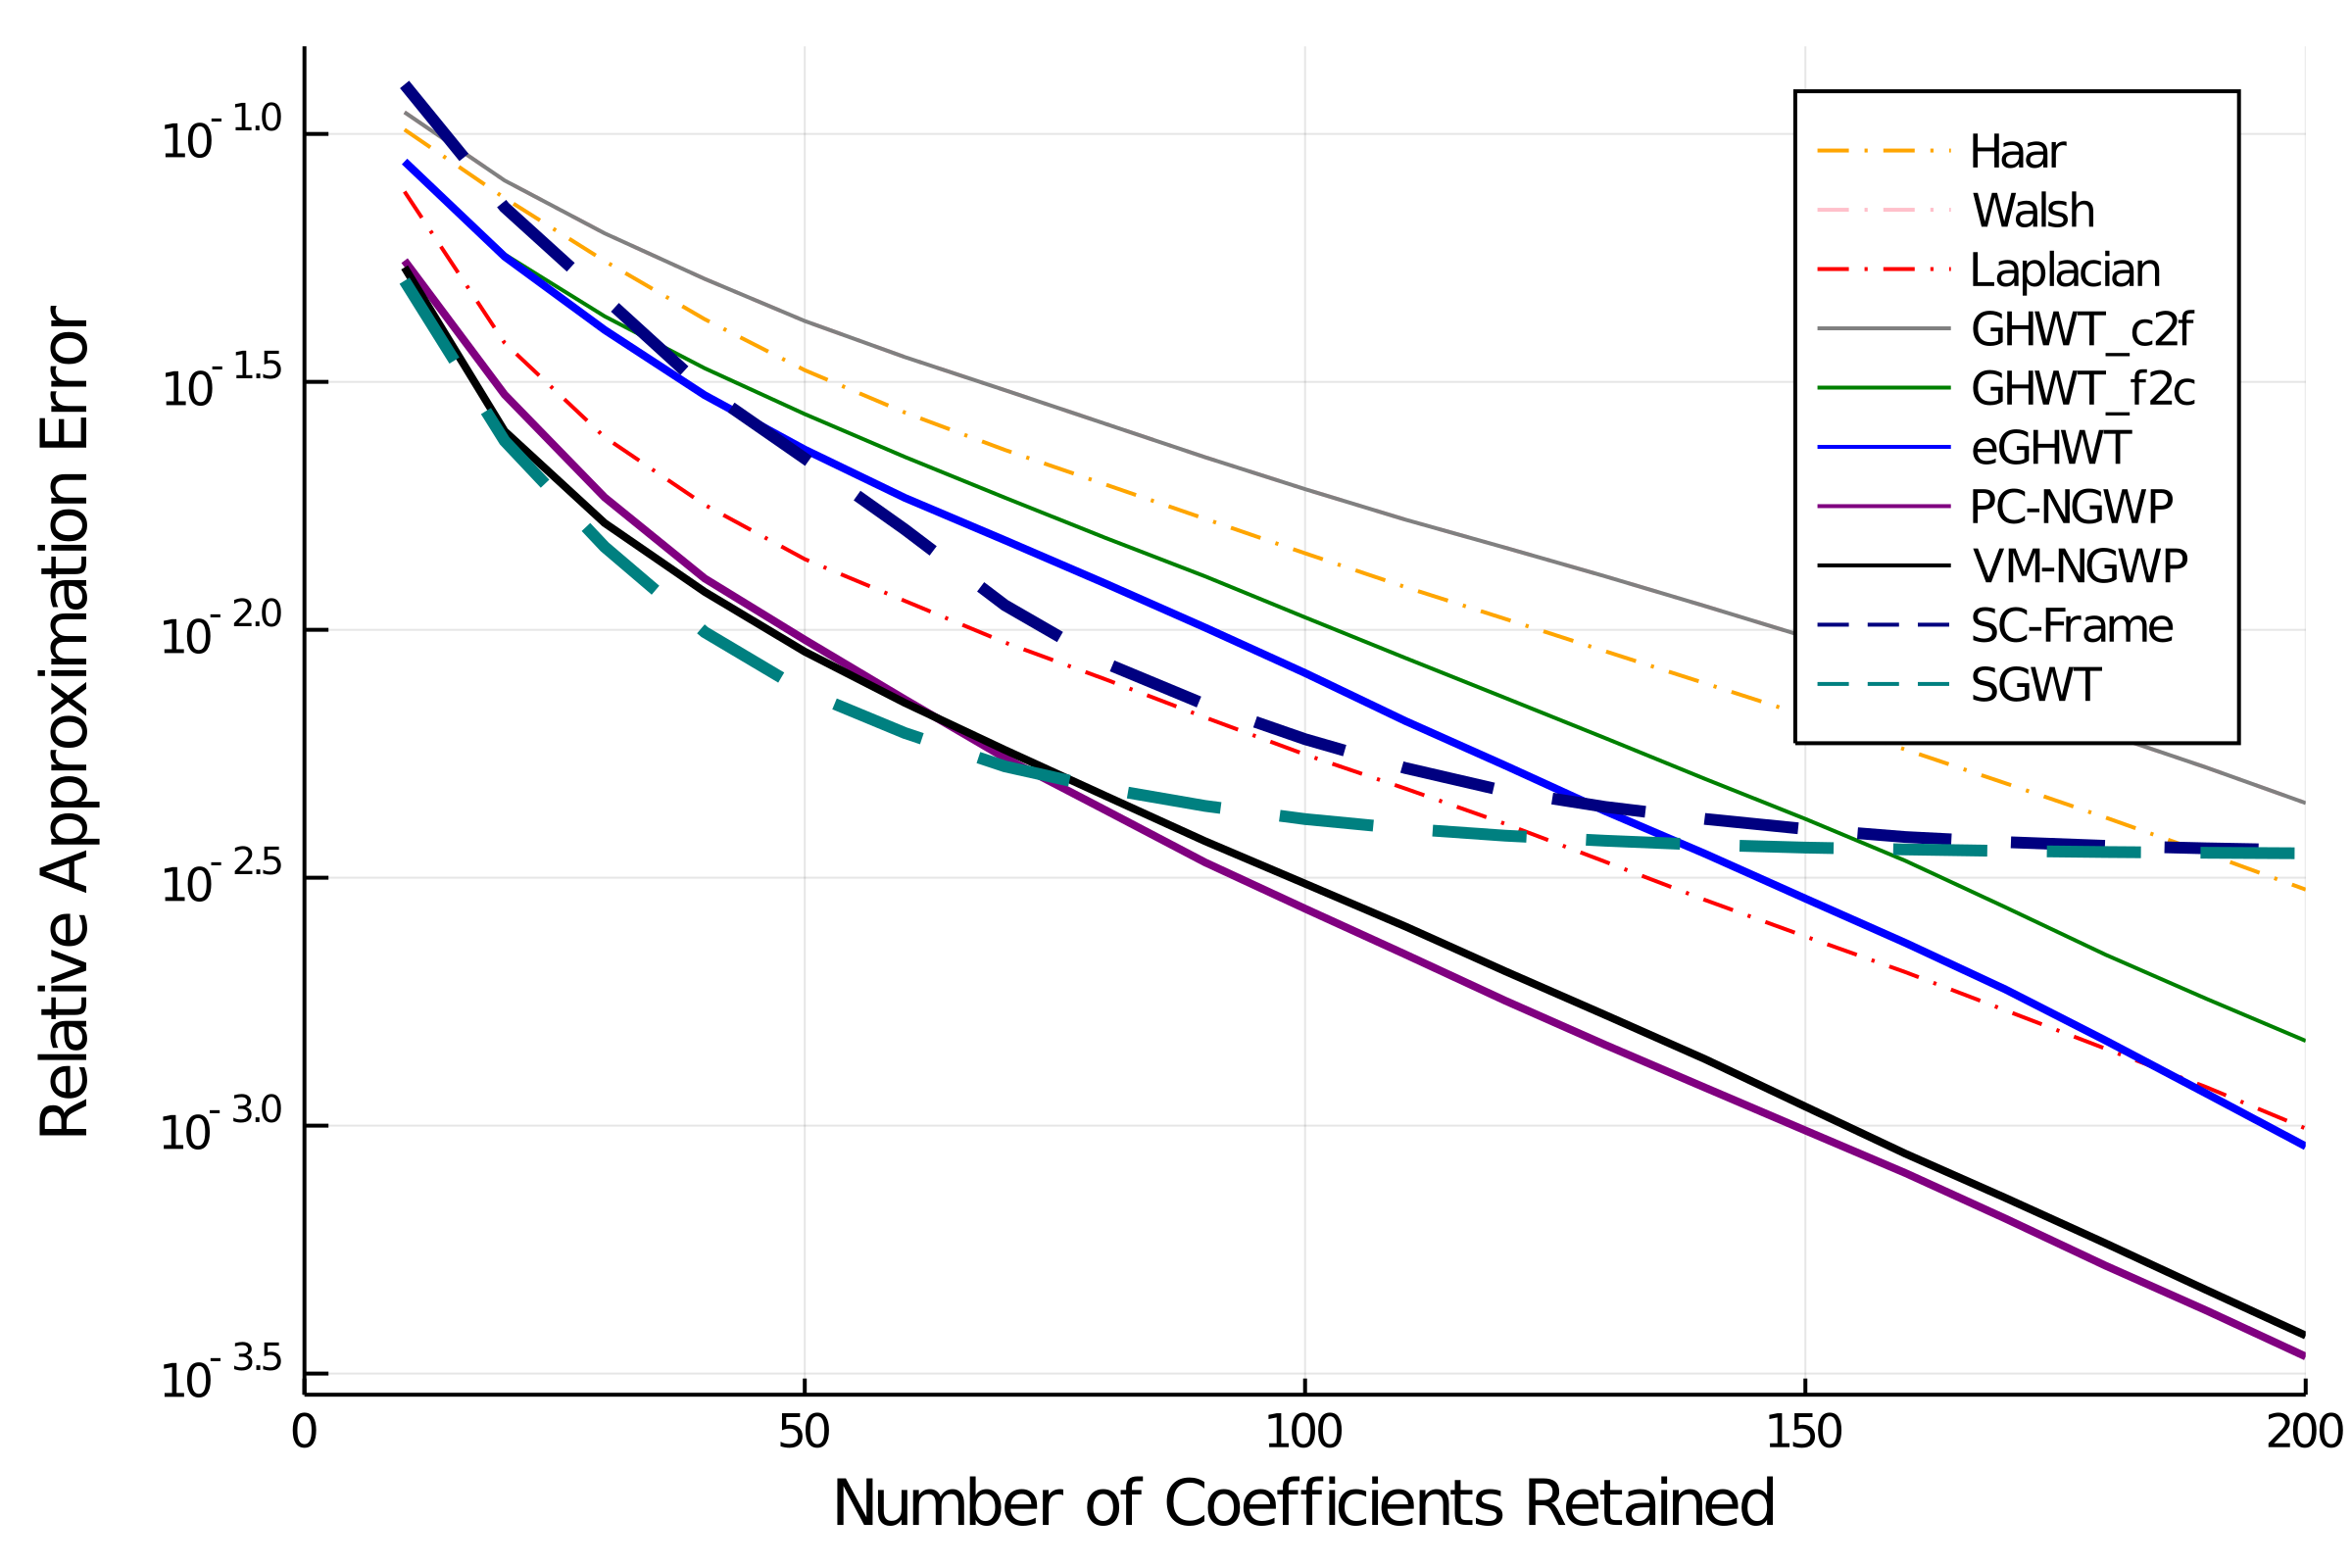 Relative Approximation Error
10^-1.0
10^-1.5
10^-2.0
10^-2.5
10^-3.0
10^-3.5
Haar
Walsh
Laplacian
GHWT_c2f
GHWT_f2c
eGHWT
PC-NGWP
VM-NGWP
SC-Frame
SGWT
0 50 100 150 200
Number of Coefficients Retained